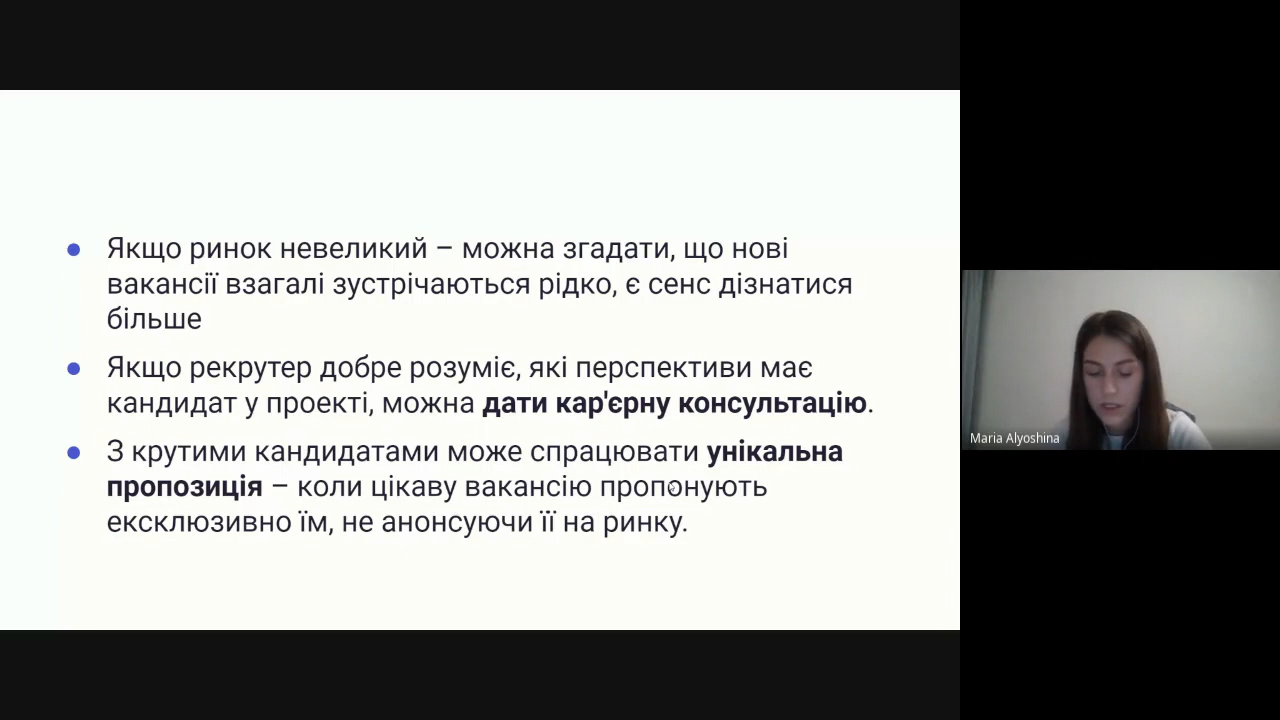 Якщо ринок невеликий – можна згадати, що нові
вакансії взагалі зустрічаються рідко, є сенс дізнатися
більше
Якщо рекрутер добре розуміє, які перспективи має
кандидат у проекті, можна дати кар'єрну консультацію.
З крутими кандидатами може спрацювати унікальна
пропозиція – коли цікаву вакансію пропонують
ексклюзивно їм, не анонсуючи її на ринку.
Maria Alyoshina